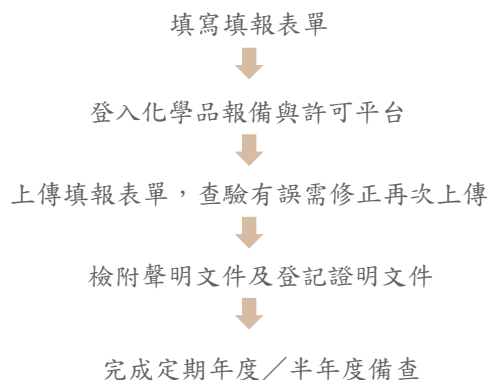 填寫填報表單
登入化學品報備與許可平台
上傳填報表單，查驗有誤需修正再次上傳
檢附聲明文件及登記證明文件
完成定期年度／半年度備查